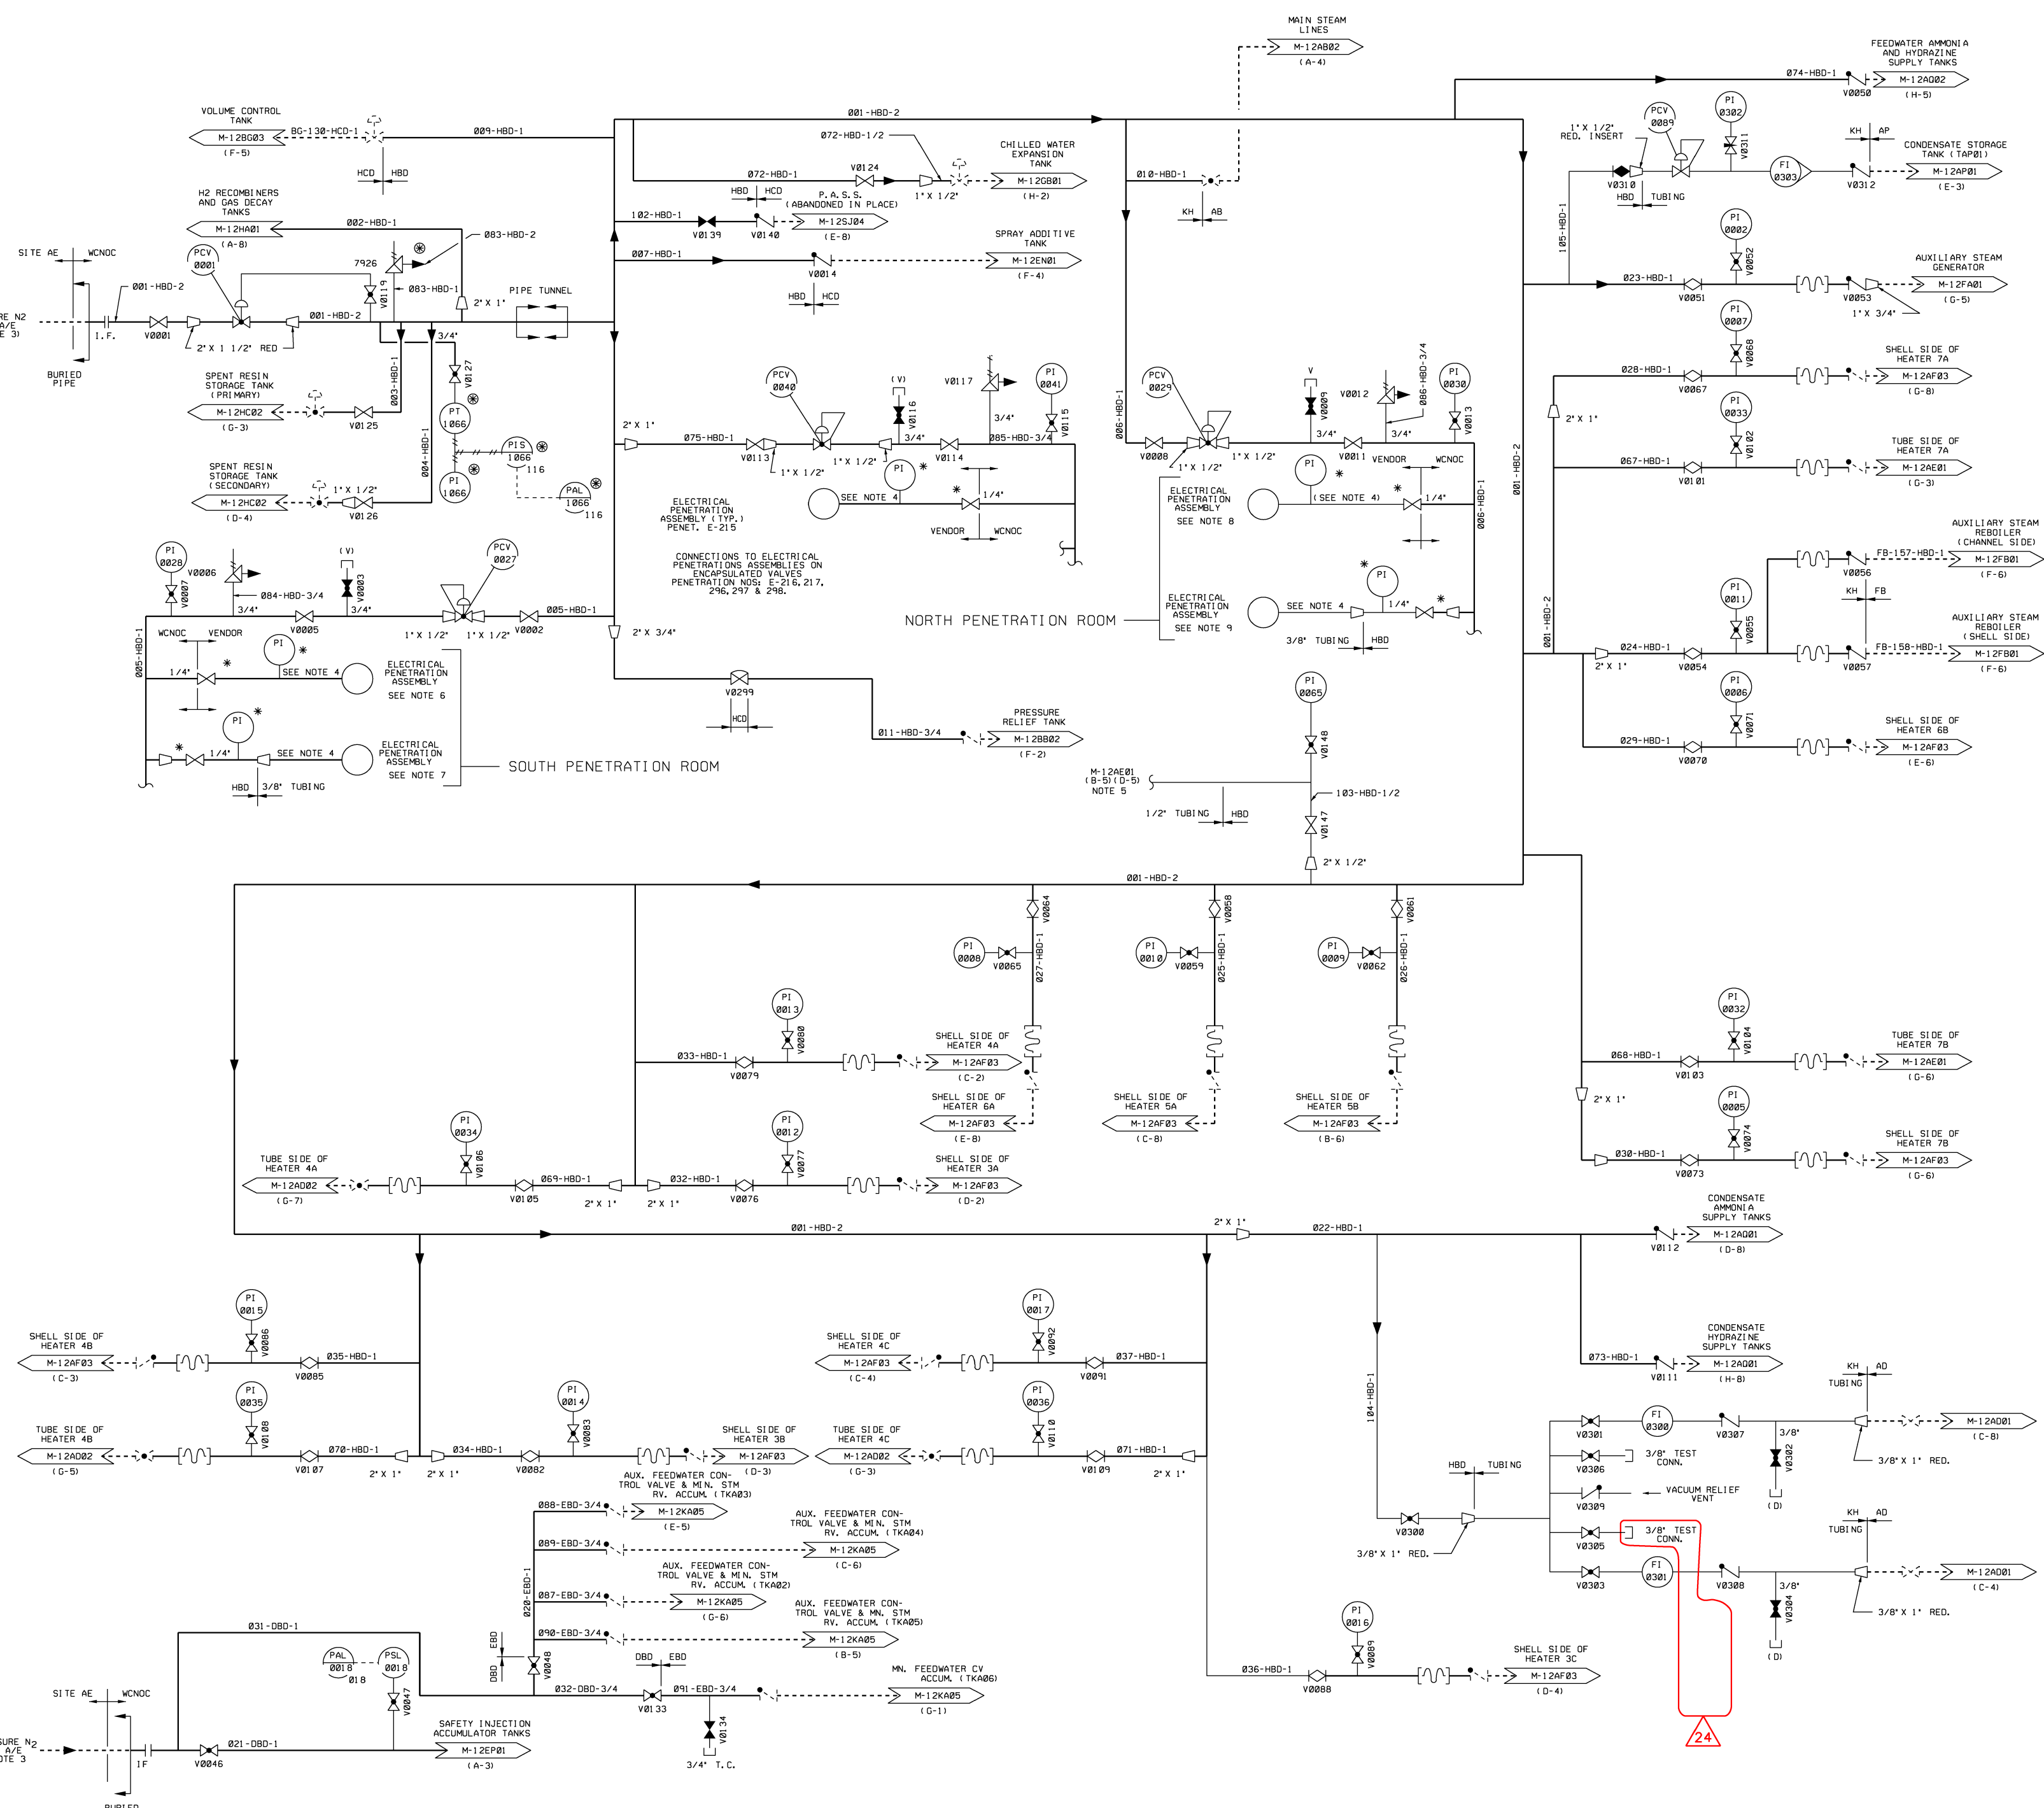 MAIN STEAM
LINES
M-12AB02
(A-4)
FEEDWATER AMMONIA
AND HYDRAZINE
SUPPLY TANKS
074-HBD-1
M-12AQ02
V0050
(H-5)
VOLUME CONTROL
TANK
BG-130-HCD-1
009-HBD-1
M-12BG03
(F-5)
HCD
HBD
001-HBD-2
072-HBD-1/2
CHILLED WATER
EXPANSION
TANK
V0124
072-HBD-1
M-12GB01
1"X 1/2"
(H-2)
HBD
HCD
P.A.S.S.
(ABANDONED IN PLACE)
102-HBD-1
M-12SJ04
V0139
V0140
(E-8)
SPRAY ADDITIVE
TANK
007-HBD-1
M-12EN01
V0014
(F-4)
HBD
HCD
010-HBD-1
KH
AB
1"X 1/2"
RED. INSERT
PCV
0089
PI
0302
V0311
KH
AP
CONDENSATE STORAGE
TANK (TAP01)
FI
0303
M-12AP01
V0310
V0312
(E-3)
HBD
TUBING
105-HBD-1
PI
0002
V0052
AUXILIARY STEAM
GENERATOR
023-HBD-1
M-12FA01
V0051
V0053
(G-5)
1"X 3/4"
H2 RECOMBINERS
AND GAS DECAY
TANKS
002-HBD-1
M-12HA01
(A-8)
083-HBD-2
SITE AE
WCNOC
PCV
0001
7926
V0119
083-HBD-1
2"X 1"
PIPE TUNNEL
001-HBD-2
RE N2
A/E
E 3)
I.F.
V0001
001-HBD-2
2"X 1 1/2" RED
3/4"
BURIED
PIPE
SPENT RESIN
STORAGE TANK
(PRIMARY)
003-HBD-1
M-12HC02
(G-3)
V0125
V0127
PT
1066
PIS
1066
116
PI
1066
PAL
1066
116
004-HBD-1
SPENT RESIN
STORAGE TANK
(SECONDARY)
1"X 1/2"
M-12HC02
V0126
(D-4)
2"X 1"
075-HBD-1
V0113
PCV
0040
1"X 1/2"
1"X 1/2"
(V)
V0116
3/4"
V0114
V0117
3/4"
085-HBD-3/4
PI
0041
V0115
PI
*
SEE NOTE 4
*
1/4"
VENDOR
WCNOC
ELECTRICAL
PENETRATION
ASSEMBLY (TYP.)
PENET. E-215
CONNECTIONS TO ELECTRICAL
PENETRATIONS ASSEMBLIES ON
ENCAPSULATED VALVES
PENETRATION NOS: E-216, 217,
296, 297 & 298.
006-HBD-1
PCV
0029
V0008
1"X 1/2"
1"X 1/2"
V
V0009
3/4"
V0011
V0012
3/4"
086-HBD-3/4
PI
0030
V0013
VENDOR
WCNOC
ELECTRICAL
PENETRATION
ASSEMBLY
SEE NOTE 8
PI
*
(SEE NOTE 4)
*
1/4"
006-HBD-1
NORTH PENETRATION ROOM
ELECTRICAL
PENETRATION
ASSEMBLY
SEE NOTE 9
SEE NOTE 4
*
PI
1/4"
*
3/8" TUBING
HBD
001-HBD-2
PI
0007
V0068
SHELL SIDE OF
HEATER 7A
028-HBD-1
V0067
M-12AF03
(G-8)
2"X 1"
PI
0033
V0102
TUBE SIDE OF
HEATER 7A
067-HBD-1
V0101
M-12AE01
(G-3)
AUXILIARY STEAM
REBOILER
(CHANNEL SIDE)
FB-157-HBD-1
V0056
M-12FB01
(F-6)
KH
FB
AUXILIARY STEAM
REBOILER
(SHELL SIDE)
FB-158-HBD-1
V0057
M-12FB01
(F-6)
001-HBD-2
PI
0011
V0055
024-HBD-1
2"X 1"
V0054
PI
0006
V0071
SHELL SIDE OF
HEATER 6B
029-HBD-1
V0070
M-12AF03
(E-6)
PI
0028
V0007
V0006
084-HBD-3/4
3/4"
V0005
(V)
V0003
3/4"
PCV
0027
1"X 1/2"
1"X 1/2"
V0002
005-HBD-1
005-HBD-1
WCNOC
VENDOR
1/4"
*
PI
*
SEE NOTE 4
ELECTRICAL
PENETRATION
ASSEMBLY
SEE NOTE 6
*
1/4"
PI
*
SEE NOTE 4
ELECTRICAL
PENETRATION
ASSEMBLY
SEE NOTE 7
HBD
3/8" TUBING
SOUTH PENETRATION ROOM
2"X 3/4"
V0299
HCD
PRESSURE
RELIEF TANK
011-HBD-3/4
M-12BB02
(F-2)
PI
0065
V0148
M-12AE01
(B-5)(D-5)
NOTE 5
103-HBD-1/2
1/2" TUBING
HBD
V0147
2"X 1/2"
001-HBD-2
V0064
V0058
V0061
PI
0008
V0065
027-HBD-1
PI
0010
V0059
025-HBD-1
PI
0009
V0062
026-HBD-1
PI
0013
V0080
SHELL SIDE OF
HEATER 4A
033-HBD-1
V0079
M-12AF03
(C-2)
SHELL SIDE OF
HEATER 6A
M-12AF03
(E-8)
SHELL SIDE OF
HEATER 5A
M-12AF03
(C-8)
SHELL SIDE OF
HEATER 5B
M-12AF03
(B-6)
PI
0032
V0104
TUBE SIDE OF
HEATER 7B
068-HBD-1
V0103
M-12AE01
(G-6)
2"X 1"
PI
0005
V0074
SHELL SIDE OF
HEATER 7B
030-HBD-1
V0073
M-12AF03
(G-6)
TUBE SIDE OF
HEATER 4A
M-12AD02
(G-7)
PI
0034
V0106
V0105
069-HBD-1
2"X 1"
2"X 1"
032-HBD-1
V0076
PI
0012
V0077
SHELL SIDE OF
HEATER 3A
M-12AF03
(D-2)
001-HBD-2
2"X 1"
022-HBD-1
CONDENSATE
AMMONIA
SUPPLY TANKS
V0112
M-12AQ01
(D-8)
PI
0015
V0086
SHELL SIDE OF
HEATER 4B
M-12AF03
(C-3)
035-HBD-1
V0085
PI
0035
V0108
TUBE SIDE OF
HEATER 4B
M-12AD02
(G-5)
V0107
070-HBD-1
2"X 1"
2"X 1"
034-HBD-1
V0082
PI
0014
V0083
SHELL SIDE OF
HEATER 3B
M-12AF03
(D-3)
PI
0017
V0092
SHELL SIDE OF
HEATER 4C
M-12AF03
(C-4)
037-HBD-1
V0091
PI
0036
V0110
TUBE SIDE OF
HEATER 4C
M-12AD02
(G-3)
V0109
071-HBD-1
2"X 1"
CONDENSATE
HYDRAZINE
SUPPLY TANKS
073-HBD-1
V0111
M-12AQ01
(H-8)
104-HBD-1
KH
AD
TUBING
V0301
FI
0300
V0307
3/8"
V0302
(D)
M-12AD01
(C-8)
3/8"X 1" RED.
V0306
3/8" TEST
CONN.
HBD
TUBING
V0309
VACUUM RELIEF
VENT
V0300
3/8"X 1" RED.
V0305
3/8" TEST
CONN.
KH
AD
TUBING
V0303
FI
0301
V0308
3/8"
V0304
(D)
M-12AD01
(C-4)
3/8"X 1" RED.
AUX. FEEDWATER CON-
TROL VALVE & MIN. STM
RV. ACCUM. (TKA03)
088-EBD-3/4
M-12KA05
(E-5)
AUX. FEEDWATER CON-
TROL VALVE & MIN. STM
RV. ACCUM. (TKA04)
089-EBD-3/4
M-12KA05
(C-6)
AUX. FEEDWATER CON-
TROL VALVE & MIN. STM
RV. ACCUM. (TKA02)
087-EBD-3/4
M-12KA05
(G-6)
AUX. FEEDWATER CON-
TROL VALVE & MN. STM
RV. ACCUM. (TKA05)
090-EBD-3/4
M-12KA05
(B-5)
020-EBD-1
EBD
DBD
V0048
031-DBD-1
PAL
0018
018
PSL
0018
V0047
032-DBD-3/4
DBD
EBD
V0133
091-EBD-3/4
MN. FEEDWATER CV
ACCUM. (TKA06)
M-12KA05
(G-1)
V0134
3/4" T.C.
PI
0016
V0089
036-HBD-1
V0088
SHELL SIDE OF
HEATER 3C
M-12AF03
(D-4)
24
SITE AE
WCNOC
SURE N2
A/E
OTE 3
IF
V0046
021-DBD-1
SAFETY INJECTION
ACCUMULATOR TANKS
M-12EP01
(A-3)
BURIED